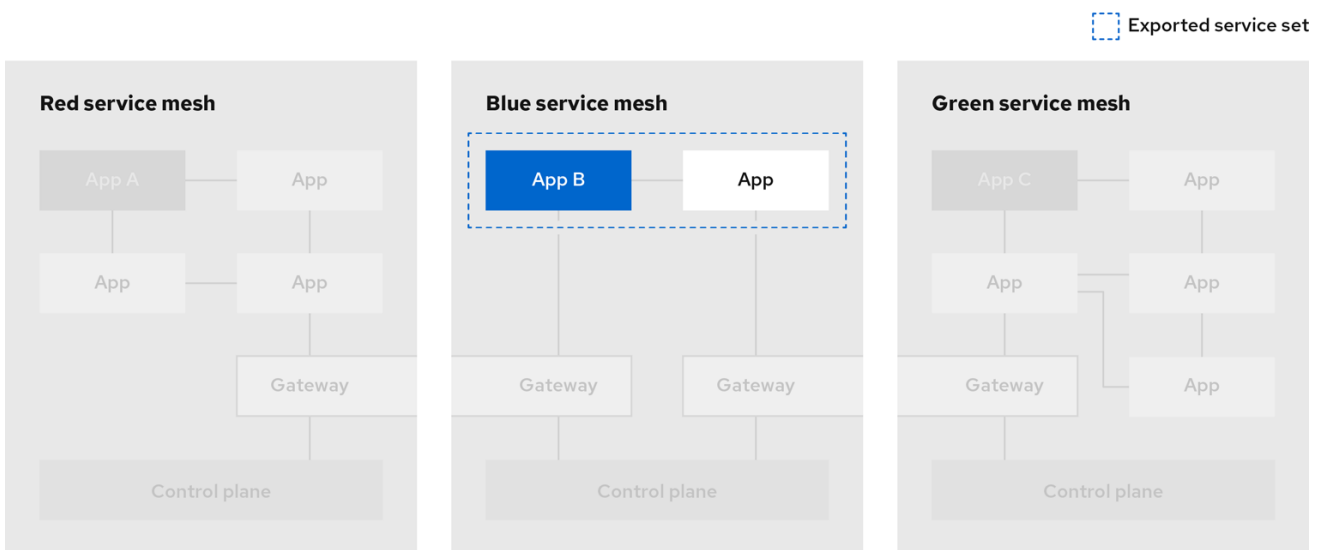 Exported service set
Red service mesh
App A
App
App
App
Gateway
Control plane
Blue service mesh
App B
App
Gateway
Gateway
Control plane
Green service mesh
App C
App
App
App
Gateway
App
Control plane